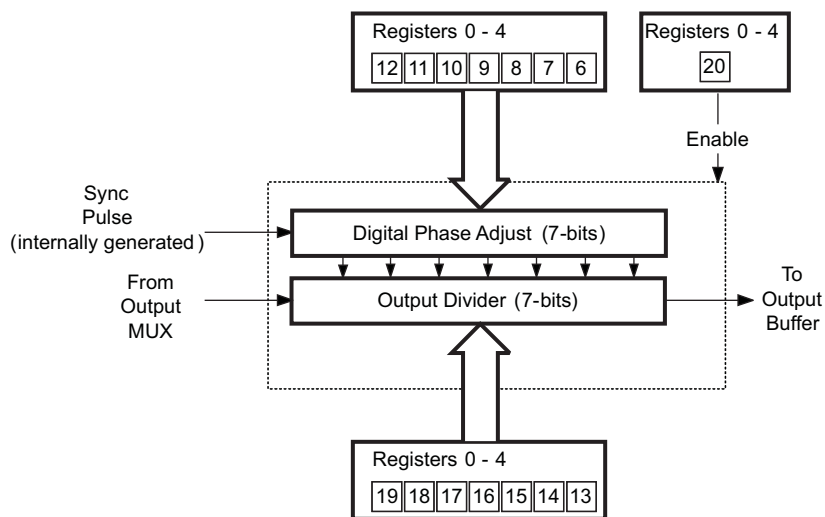 Registers 0 - 4
12 11 10 9 8 7 6
Registers 0 - 4
20
Enable
Sync
Pulse
(internally generated)
Digital Phase Adjust (7-bits)
From
Output
MUX
Output Divider (7-bits)
To
Output
Buffer
Registers 0 - 4
19 18 17 16 15 14 13